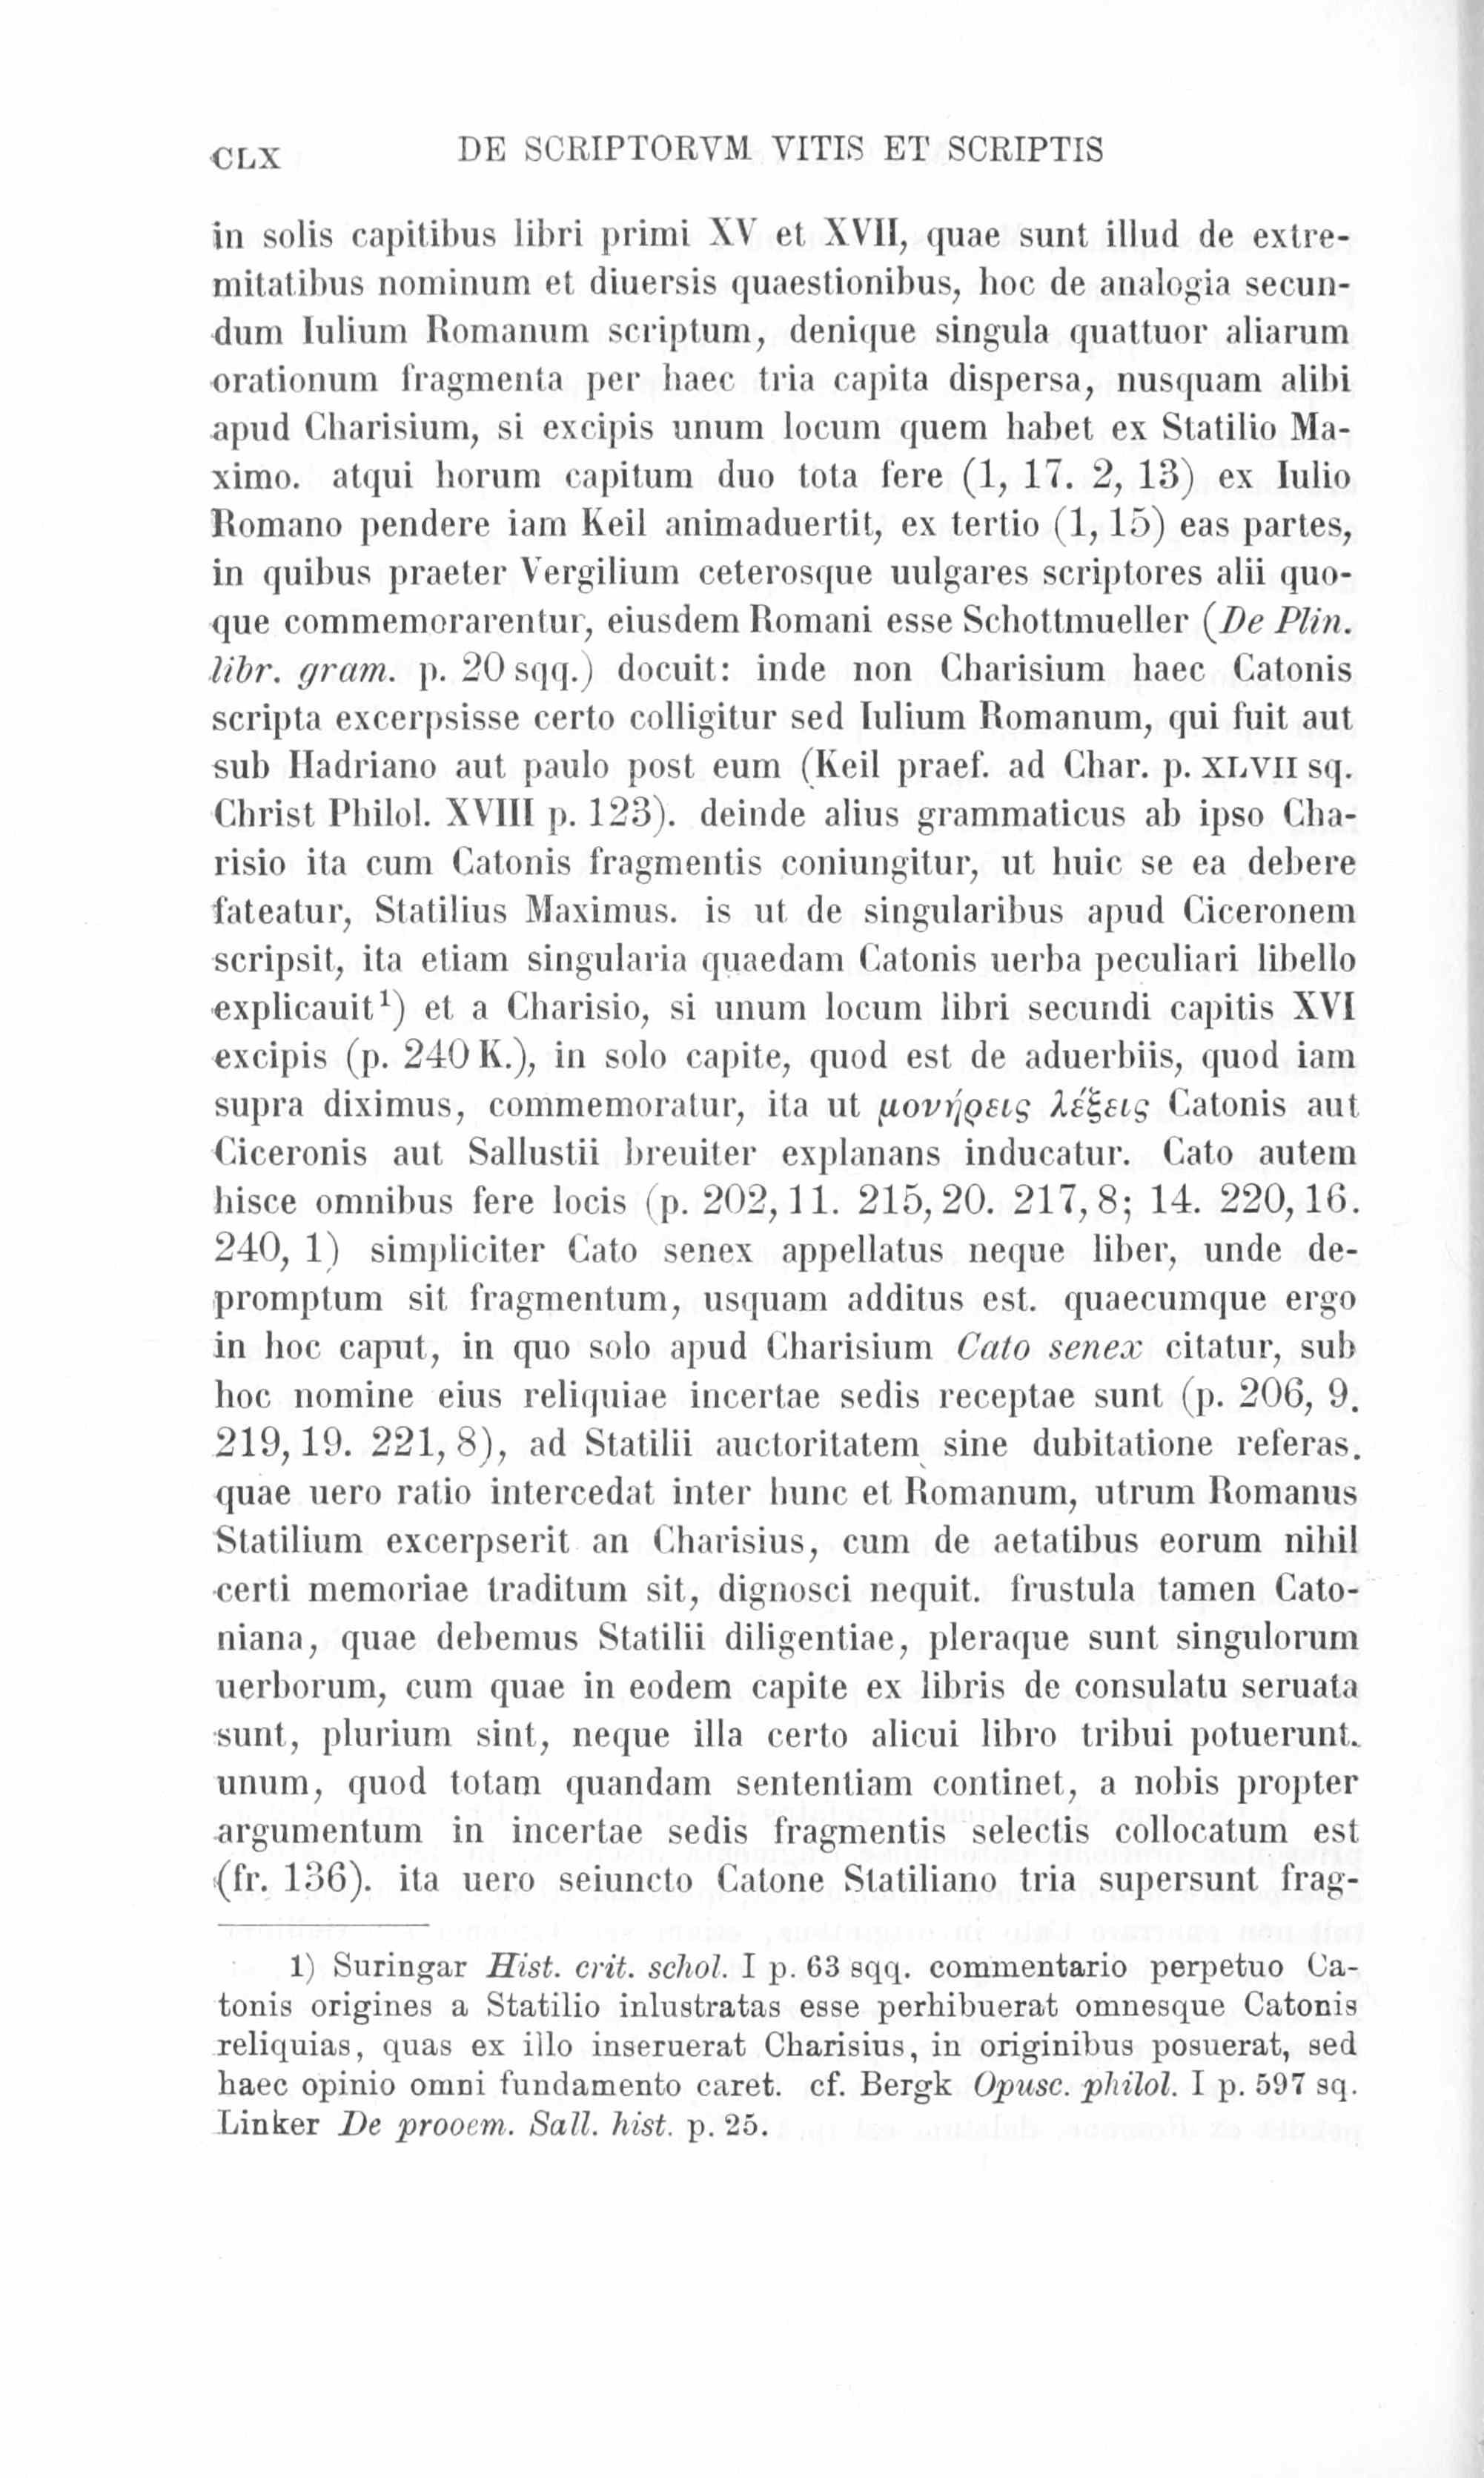 CLX DE SCRIPTORVM VITIS ET SCRIPTIS
in solis capitibus libri primi XV et XVII, quae sunt illud de extre-
mitatibus nominum et diuersis quaestionibus, hoc de analogia secun-
dum Iulium Romanum scriptum, denique singula quattuor aliarum
orationum fragmenta per haec tria capita dispersa, nusquam alibi
apud Charisium, si excipis unum locum quem habet ex Statilio Ma-
ximo. atqui horum capitum duo tota fere (1, 17. 2, 13) ex Iulio
Romano pendere iam Keil animaduertit, ex tertio (1, 15) eas partes,
in quibus praeter Vergilium ceterosque uulgares scriptores alii quo-
que commemorarentur, eiusdem Romani esse Schottmueller (De Plin.
libr. gram. p. 20 sqq.) docuit: inde non Charisium haec Catonis
scripta excerpsisse certo colligitur sed Iulium Romanum, qui fuit aut
sub Hadriano aut paulo post eum (Keil praef. ad Char. p. XLVII sq.
Christ Philol. XVIII p. 123). deinde alius grammaticus ab ipso Cha-
risio ita cum Catonis fragmentis coniungitur, ut huic se ea debere
fateatur, Statilius Maximus. is ut de singularibus apud Ciceronem
scripsit, ita etiam singularia quaedam Catonis uerba peculiari libello
explicauit¹) et a Charisio, si unum locum libri secundi capitis XVI
excipis (p. 240 K.), in solo capite, quod est de aduerbiis, quod iam
supra diximus, commemoratur, ita ut μονήρεις λέξεις Catonis aut
Ciceronis aut Sallustii breuiter explanans inducatur. Cato autem
hisce omnibus fere locis (p. 202, 11. 215, 20. 217, 8; 14. 220, 16.
240, 1) simpliciter Cato senex appellatus neque liber, unde de-
promptum sit fragmentum, usquam additus est. quaecumque ergo
in hoc caput, in quo solo apud Charisium Cato senex citatur, sub
hoc nomine eius reliquiae incertae sedis receptae sunt (p. 206, 9.
219, 19. 221, 8), ad Statilii auctoritatem sine dubitatione referas.
quae uero ratio intercedat inter hunc et Romanum, utrum Romanus
Statilium excerpserit an Charisius, cum de aetatibus eorum nihil
certi memoriae traditum sit, dignosci nequit. frustula tamen Cato-
niana, quae debemus Statilii diligentiae, pleraque sunt singulorum
uerborum, cum quae in eodem capite ex libris de consulatu seruata
sunt, plurium sint, neque illa certo alicui libro tribui potuerunt.
unum, quod totam quandam sententiam continet, a nobis propter
argumentum in incertae sedis fragmentis selectis collocatum est
(fr. 136). ita uero seiuncto Catone Statiliano tria supersunt frag-
1) Suringar Hist. crit. schol. I p. 63 sqq. commentario perpetuo Ca-
tonis origines a Statilio inlustratas esse perhibuerat omnesque Catonis
reliquias, quas ex illo inseruerat Charisius, in originibus posuerat, sed
haec opinio omni fundamento caret. cf. Bergk Opusc. philol. I p. 597 sq.
Linker De prooem. Sall. hist. p. 25.